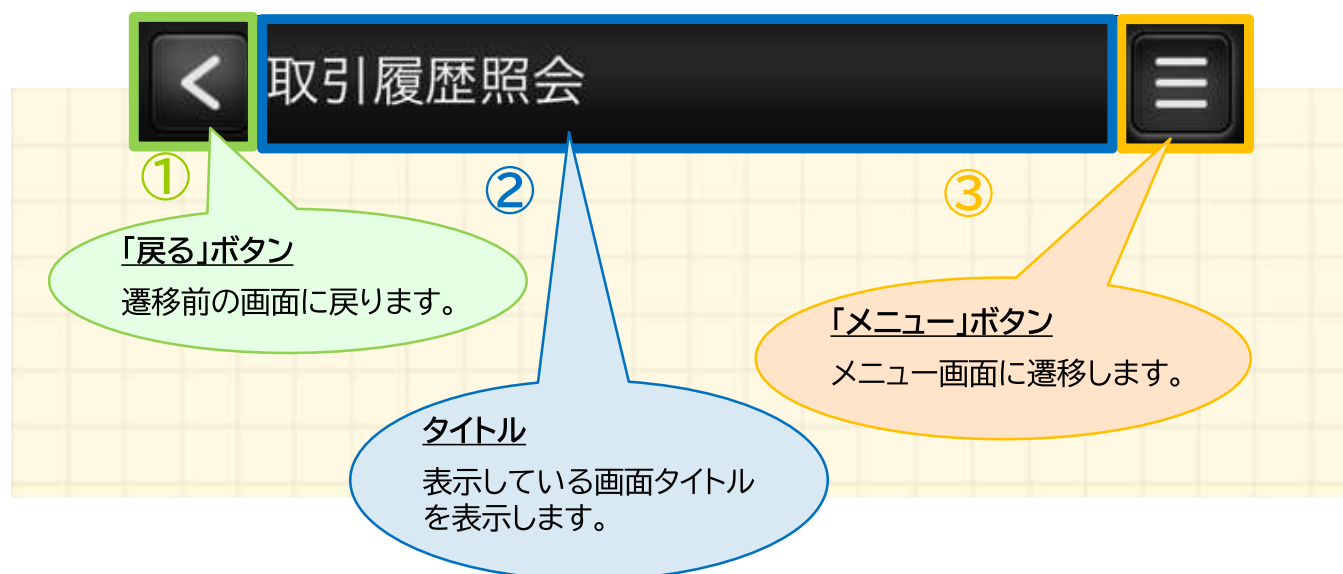 取引履歴照会
①
②
③
「戻る」ボタン
遷移前の画面に戻ります。
「メニュー」ボタン
メニュー画面に遷移します。
タイトル
表示している画面タイトル
を表示します。